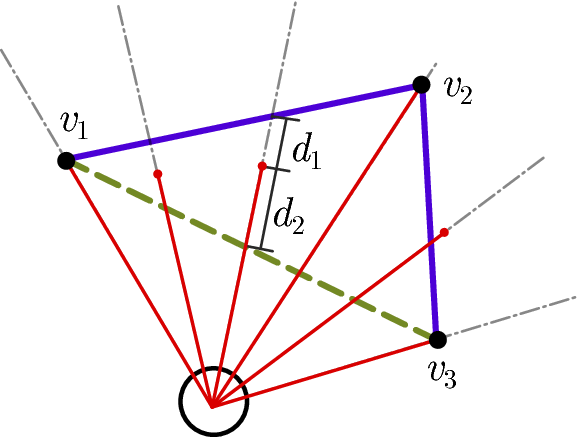 v₁
v₂
d₁
d₂
v₃